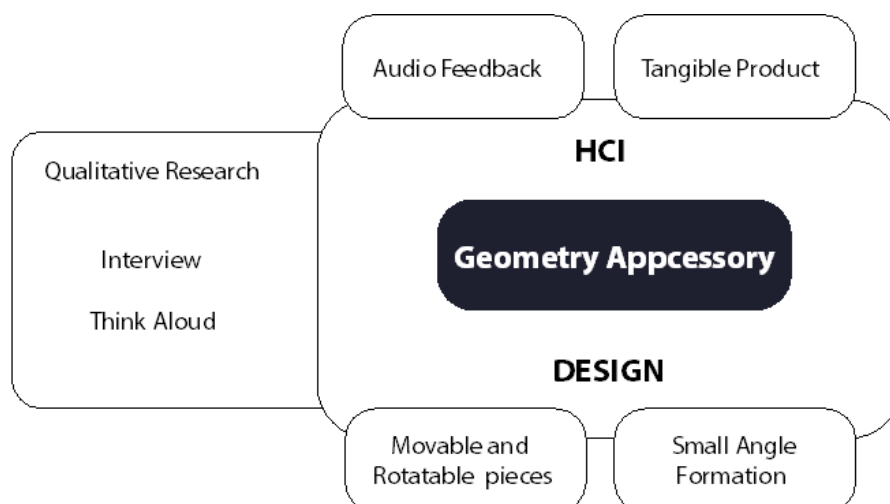 Audio Feedback
Tangible Product
HCI
Qualitative Research
Geometry Appcessory
Interview
Think Aloud
DESIGN
Movable and
Rotatable pieces
Small Angle
Formation